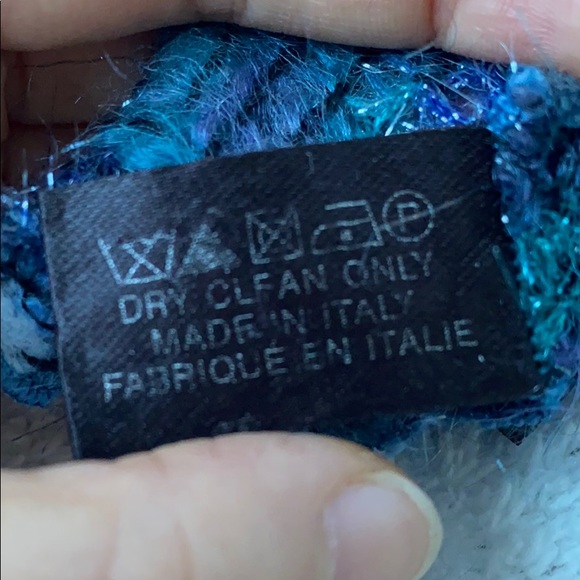 P
DRY CLEAN ONLY
MADE IN ITALY
FABRIQUE EN ITALIE